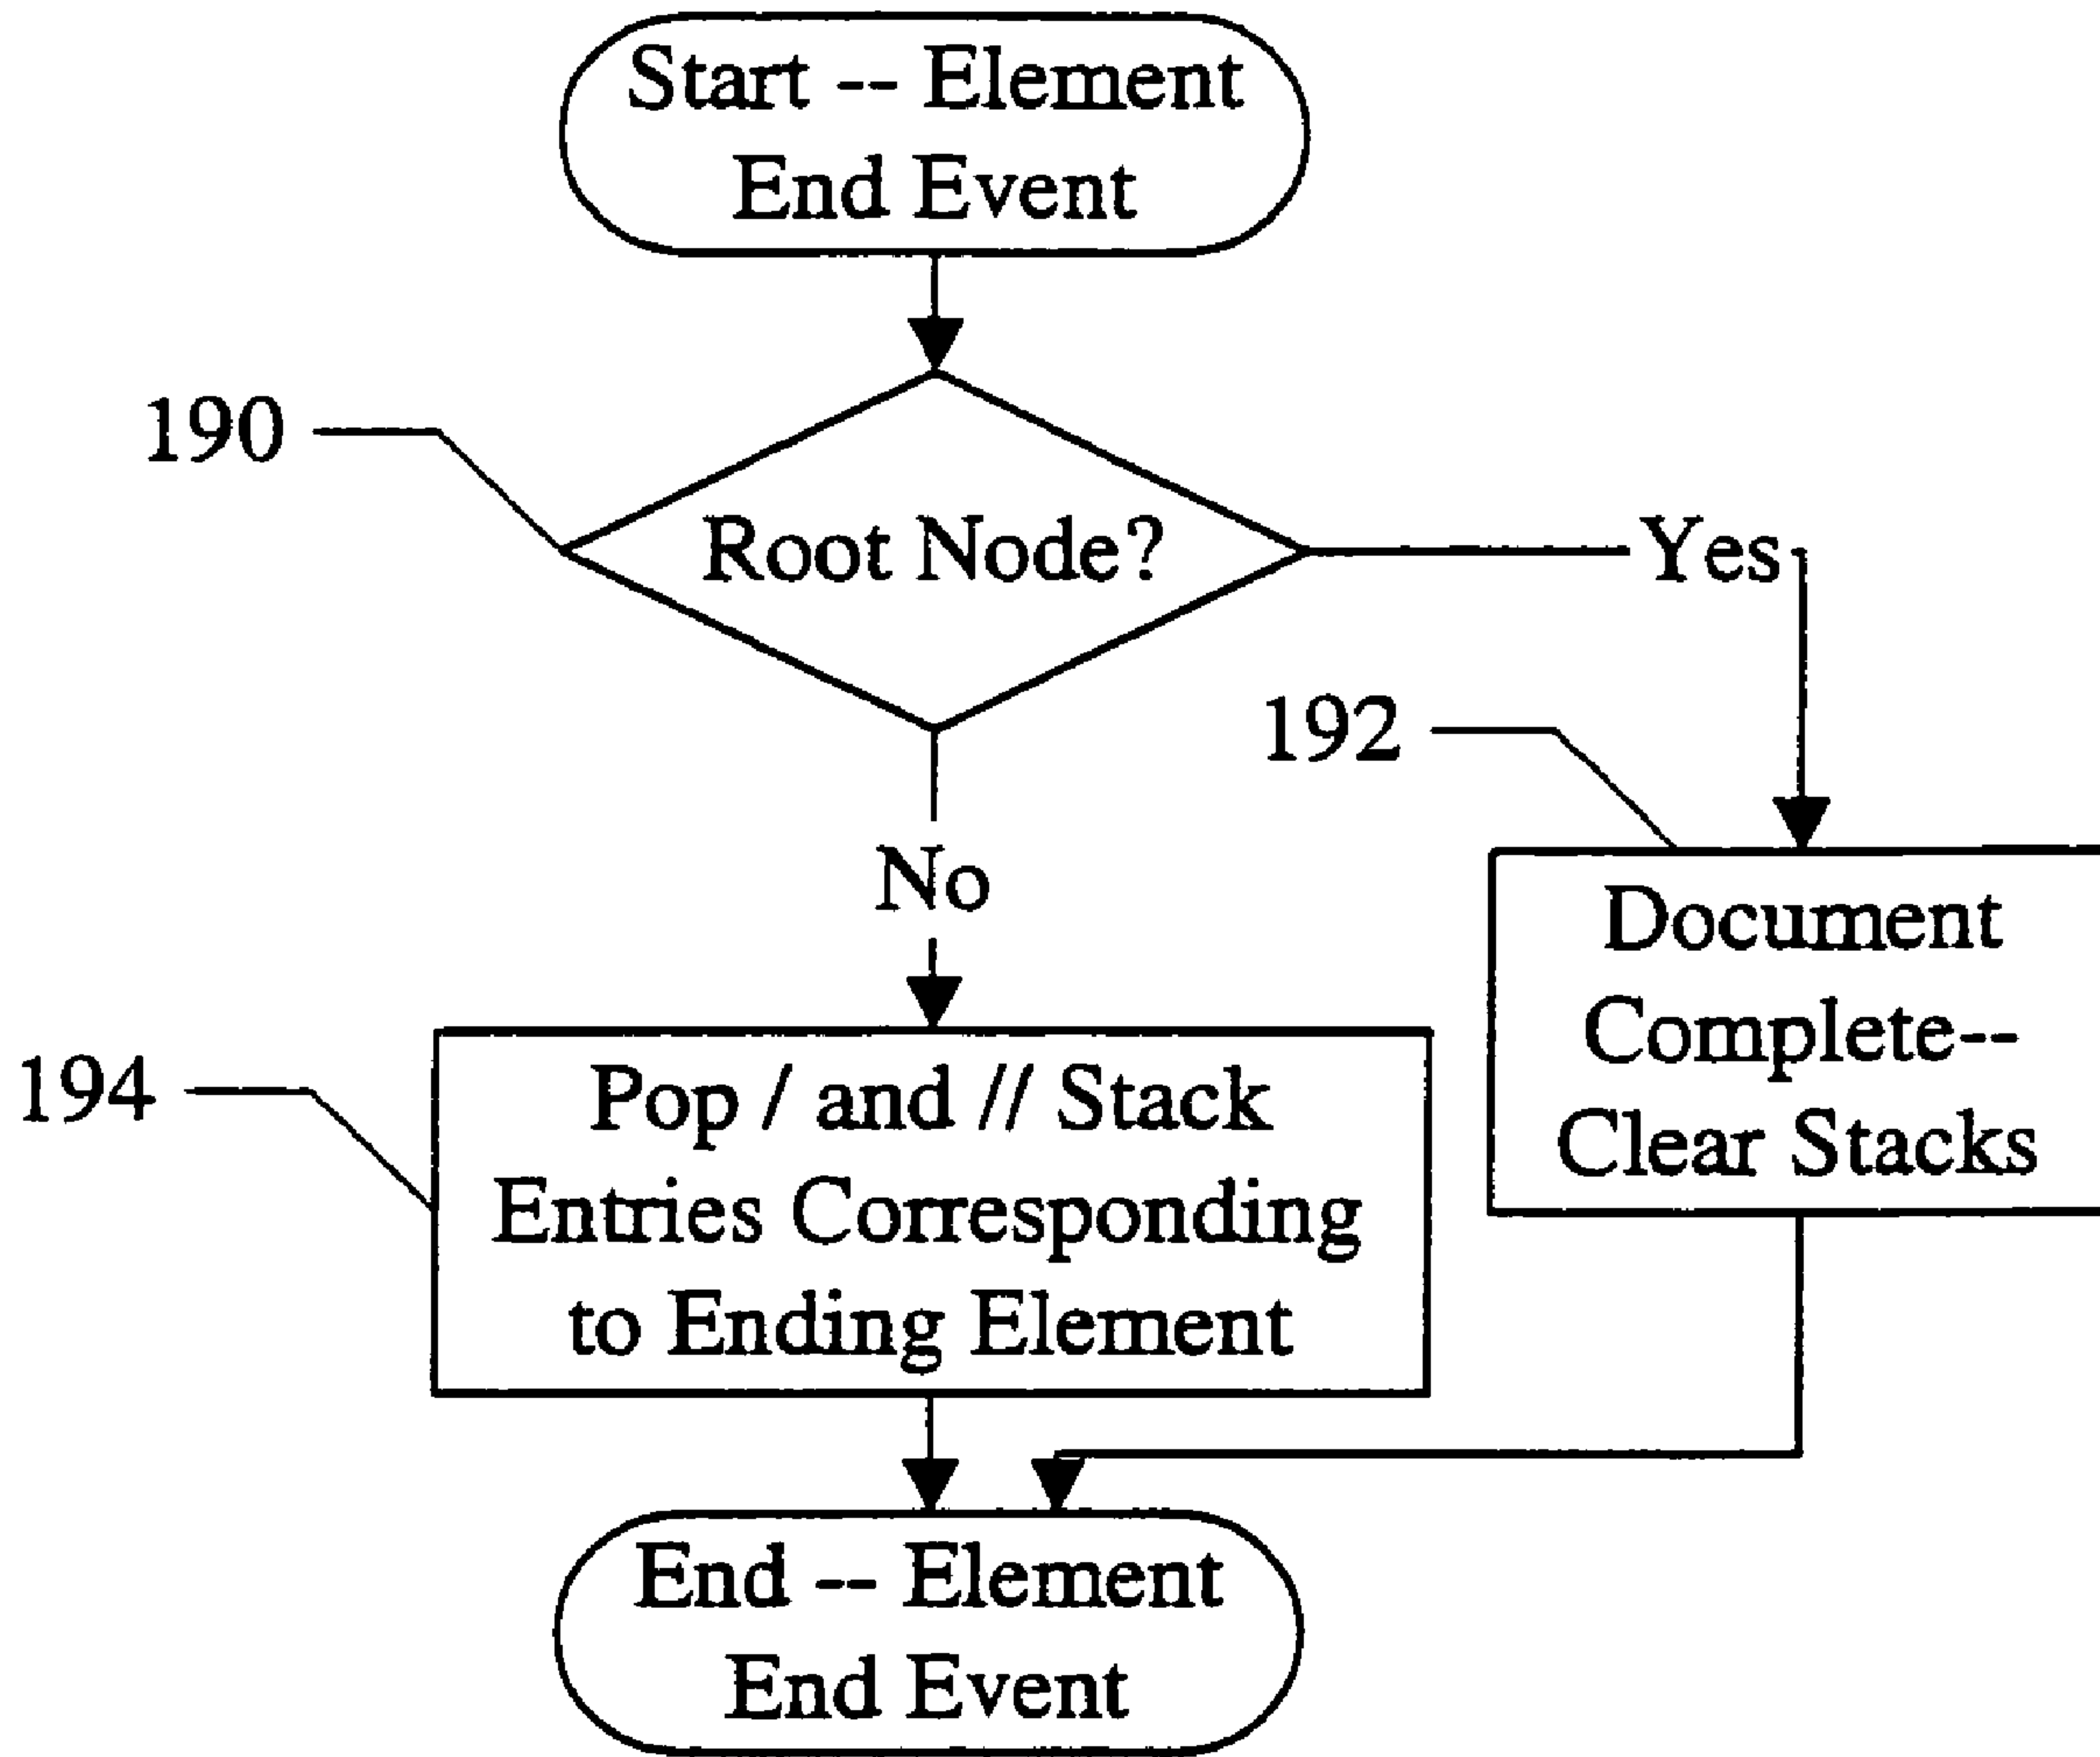 Start -- Element
End Event
190
Root Node?
Yes
192
No
Document
Complete--
Clear Stacks
194
Pop / and // Stack
Entries Corresponding
to Ending Element
End -- Element
End Event